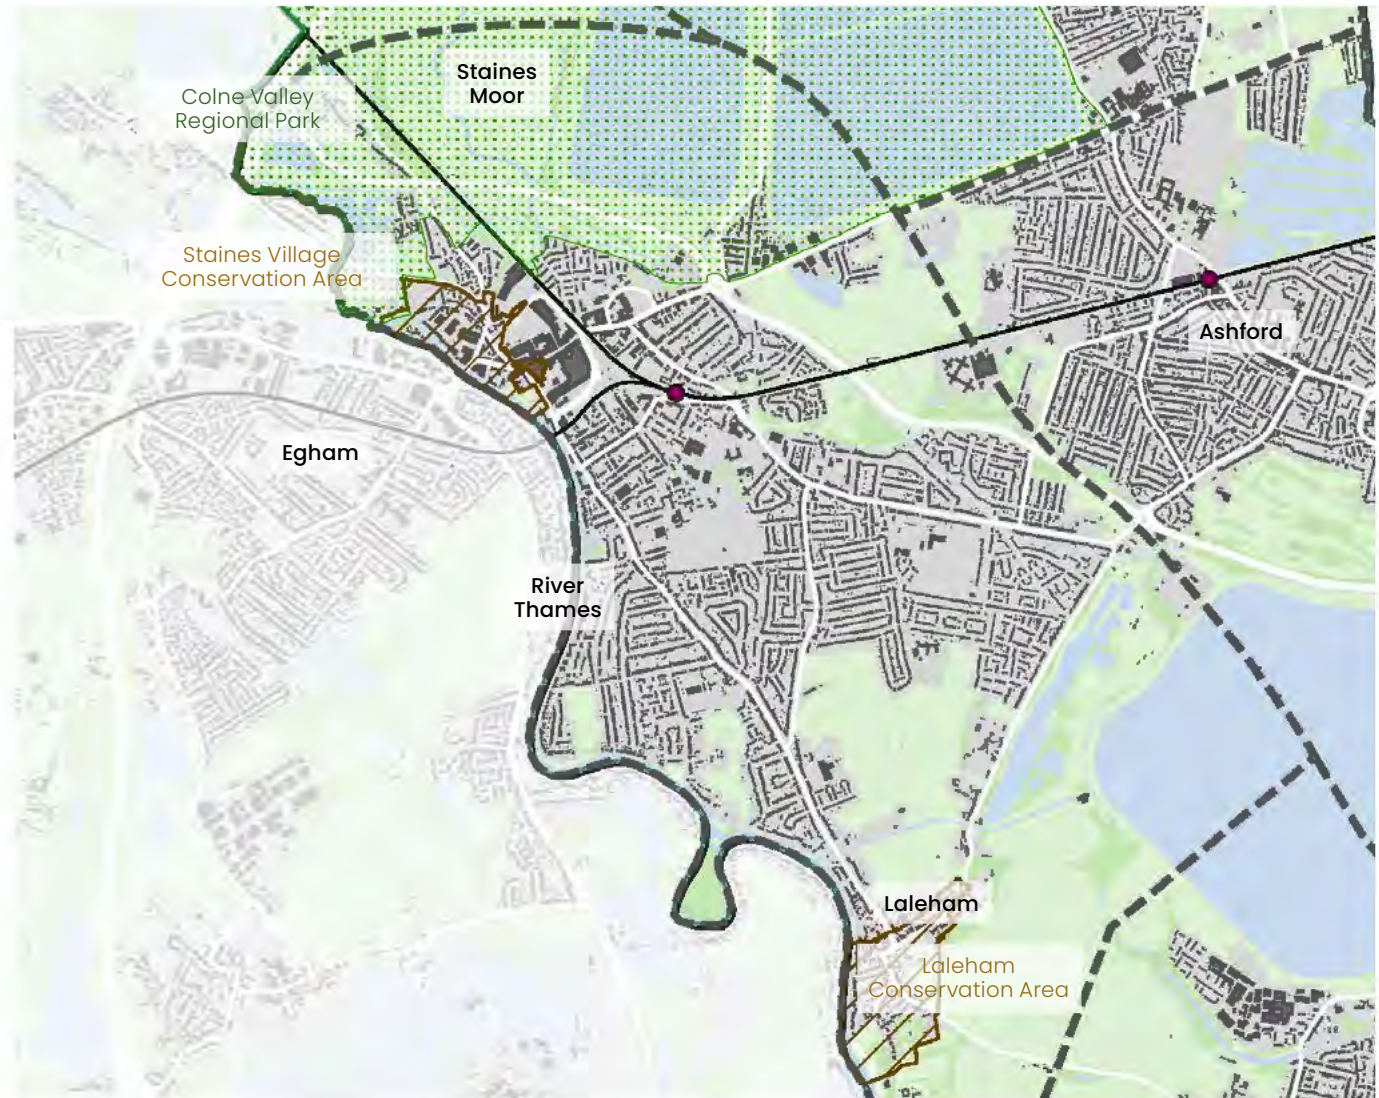 Staines
Moor
Colne Valley
Regional Park
Staines Village
Conservation Area
Ashford
Egham
River
Thames
Laleham
Laleham
Conservation Area